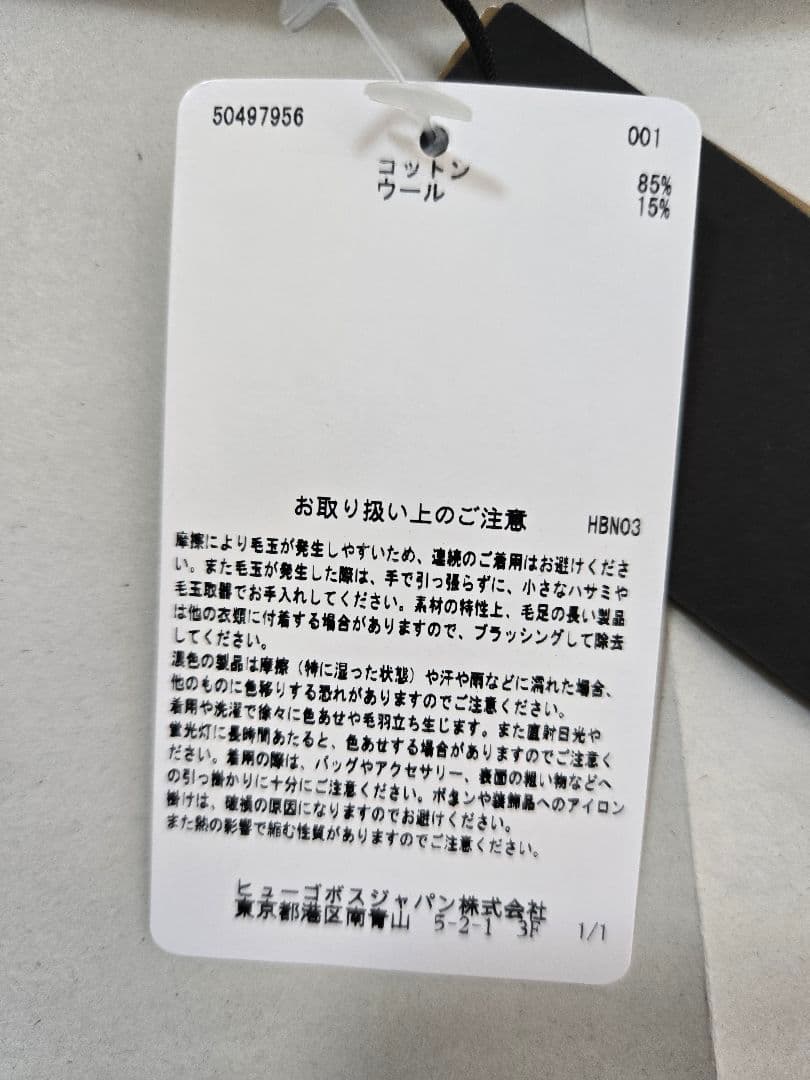 50497956 001
コットン 85%
ウール 15%
お取り扱い上のご注意 HBN03
摩擦により毛玉が発生しやすいため、連続のご着用はお避けくださ
い。また毛玉が発生した際は、手で引っ張らずに、小さなハサミや
毛玉取器でお手入れしてください。素材の特性上、毛足の長い製品
は他の衣類に付着する場合がありますので、ブラッシングして除去
してください。
濃色の製品は摩擦（特に湿った状態）や汗や雨などに濡れた場合、
他のものに色移りする恐れがありますのでご注意ください。
着用や洗濯で徐々に色あせや毛羽立ち生じます。また直射日光や
蛍光灯に長時間あたると、色あせする場合がありますのでご注意く
ださい。着用の際は、バッグやアクセサリー、表面の粗い物などへ
の引っ掛かりに十分にご注意ください。ボタンや装飾品へのアイロン
掛けは、破損の原因になりますのでお避けください。
また熱の影響で縮む性質がありますのでご注意ください。
ヒューゴボスジャパン株式会社
東京都港区南青山 5-2-1 3F 1/1